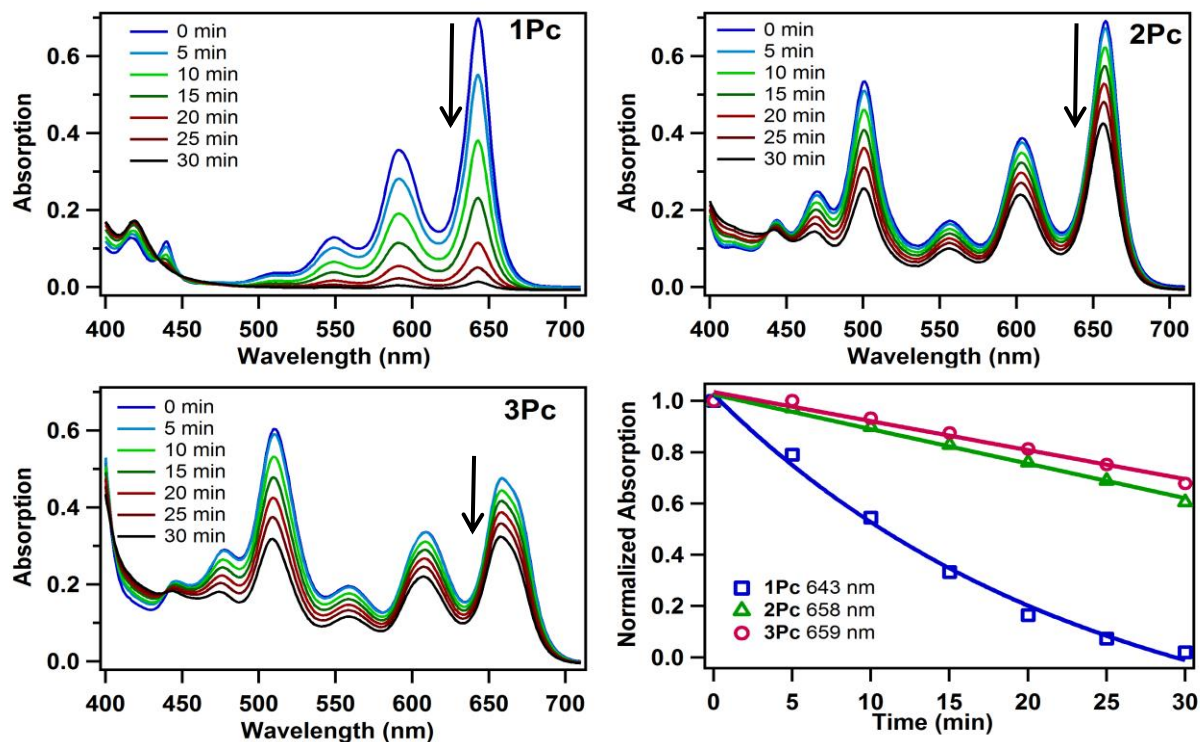 1Pc
0 min
5 min
10 min
15 min
20 min
25 min
30 min
Absorption
0.6
0.4
0.2
0.0
400 450 500 550 600 650 700
Wavelength (nm)
2Pc
0 min
5 min
10 min
15 min
20 min
25 min
30 min
Absorption
0.6
0.4
0.2
0.0
400 450 500 550 600 650 700
Wavelength (nm)
3Pc
0 min
5 min
10 min
15 min
20 min
25 min
30 min
Absorption
0.6
0.4
0.2
0.0
400 450 500 550 600 650 700
Wavelength (nm)
Normalized Absorption
1.0
0.8
0.6
0.4
0.2
0.0
1Pc 643 nm
2Pc 658 nm
3Pc 659 nm
0 5 10 15 20 25 30
Time (min)